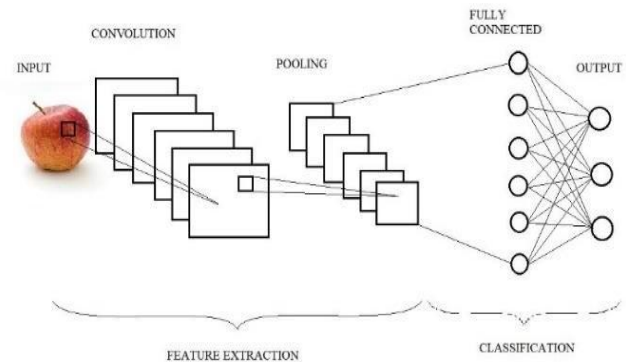 INPUT
CONVOLUTION
POOLING
FULLY
CONNECTED
OUTPUT
FEATURE EXTRACTION
CLASSIFICATION